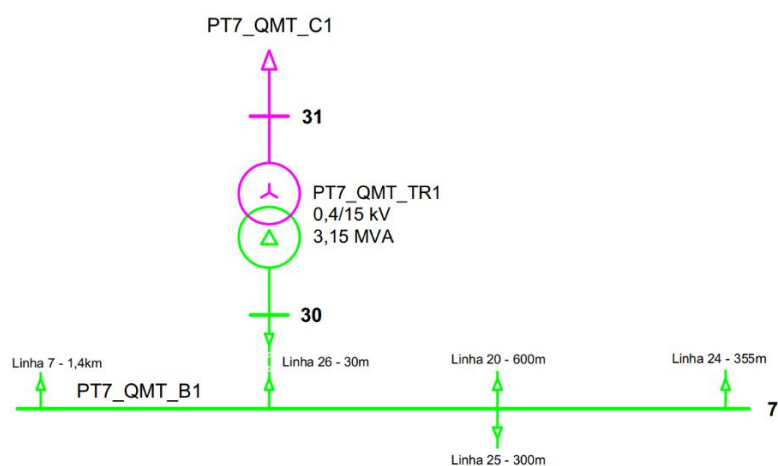 PT7_QMT_C1
31
PT7_QMT_TR1
0,4/15 kV
3,15 MVA
30
Linha 7 - 1,4km
Linha 26 - 30m
Linha 20 - 600m
Linha 24 - 355m
PT7_QMT_B1
7
Linha 25 - 300m